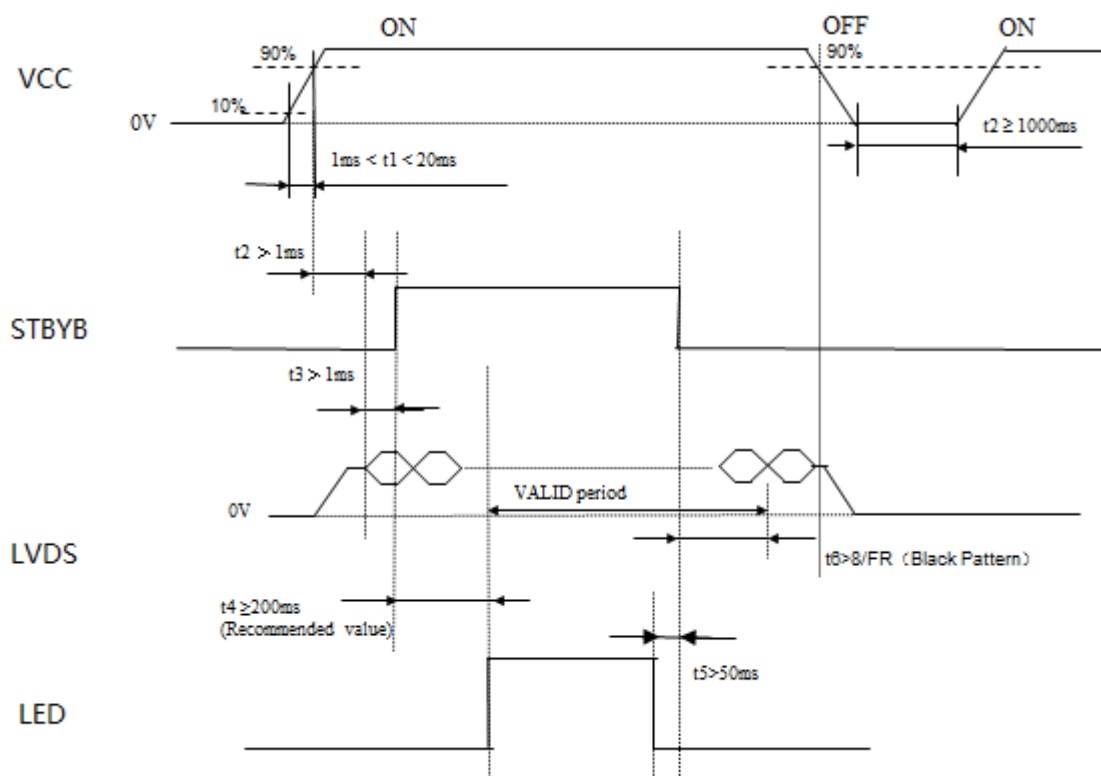 ON
OFF
ON
90%
90%
VCC
10%
0V
t2 ≥ 1000ms
1ms < t1 < 20ms
t2 > 1ms
STBYB
t3 > 1ms
VALID period
0V
LVDS
t6>8/FR（Black Pattern）
t4 ≥200ms
(Recommended value)
t5>50ms
LED